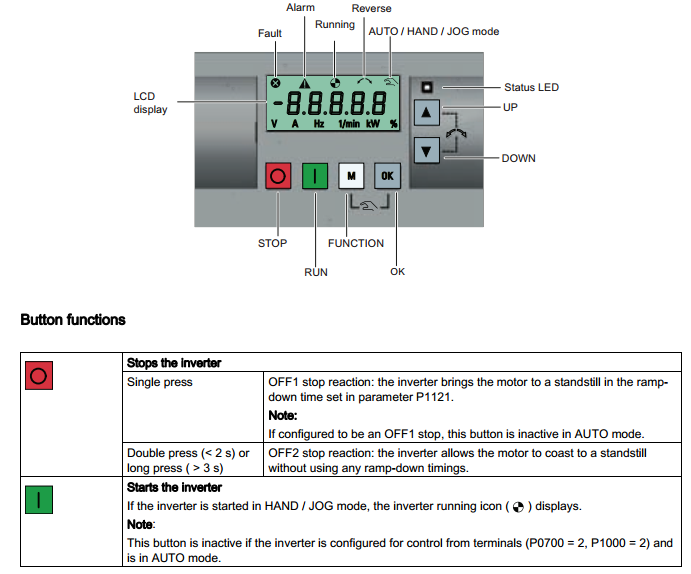 Alarm
Reverse
Fault
Running
AUTO / HAND / JOG mode
LCD
display
-8.8.8.8.8
V A Hz 1/min kW %
Status LED
UP
DOWN
M
OK
STOP
FUNCTION
RUN
OK
Button functions
Stops the inverter
Single press
OFF1 stop reaction: the inverter brings the motor to a standstill in the ramp-
down time set in parameter P1121.
Note:
If configured to be an OFF1 stop, this button is inactive in AUTO mode.
Double press (< 2 s) or
long press ( > 3 s)
OFF2 stop reaction: the inverter allows the motor to coast to a standstill
without using any ramp-down timings.
Starts the inverter
If the inverter is started in HAND / JOG mode, the inverter running icon ( ) displays.
Note:
This button is inactive if the inverter is configured for control from terminals (P0700 = 2, P1000 = 2) and
is in AUTO mode.